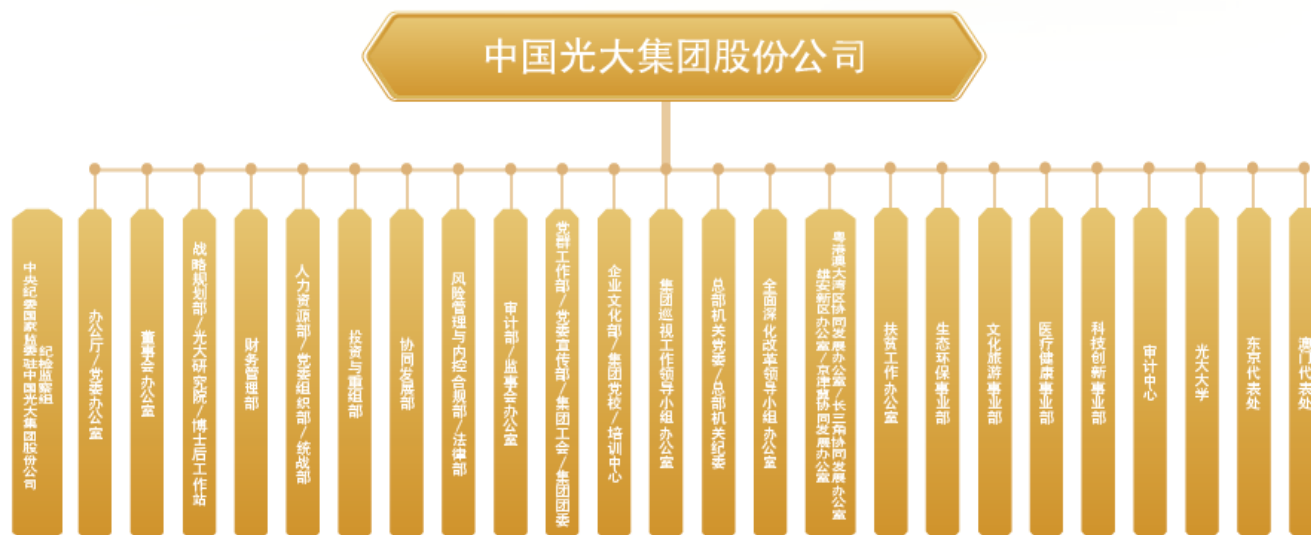 中国光大集团股份公司
中央纪委国家监委驻中国光大集团股份公司
纪检监察组
办公厅/党委办公室
董事会办公室
战略规划部/光大研究院/博士后工作站
财务管理部
人力资源部/党委组织部/统战部
投资与重组部
协同发展部
风险管理与内控合规部/法律部
审计部/监事会办公室
党群工作部/党委宣传部/集团工会/集团团委
企业文化部/集团党校/培训中心
集团巡视工作领导小组办公室
总部机关党委/总部机关纪委
全面深化改革领导小组办公室
粤港澳大湾区协同发展办公室/长三角协同发展办公室
雄安新区办公室/京津冀协同发展办公室
扶贫工作办公室
生态环保事业部
文化旅游事业部
医疗健康事业部
科技创新事业部
审计中心
光大大学
东京代表处
澳门代表处